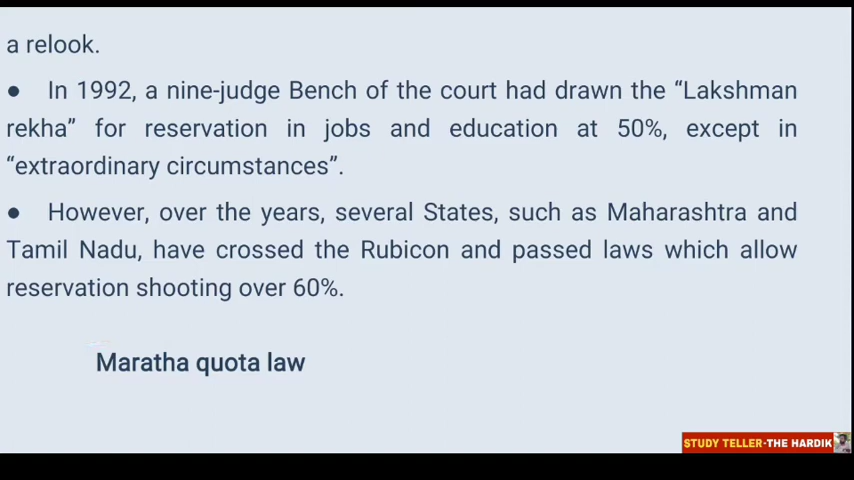 a relook.
● In 1992, a nine-judge Bench of the court had drawn the “Lakshman
rekha” for reservation in jobs and education at 50%, except in
“extraordinary circumstances”.
● However, over the years, several States, such as Maharashtra and
Tamil Nadu, have crossed the Rubicon and passed laws which allow
reservation shooting over 60%.
Maratha quota law
STUDY TELLER-THE HARDIK